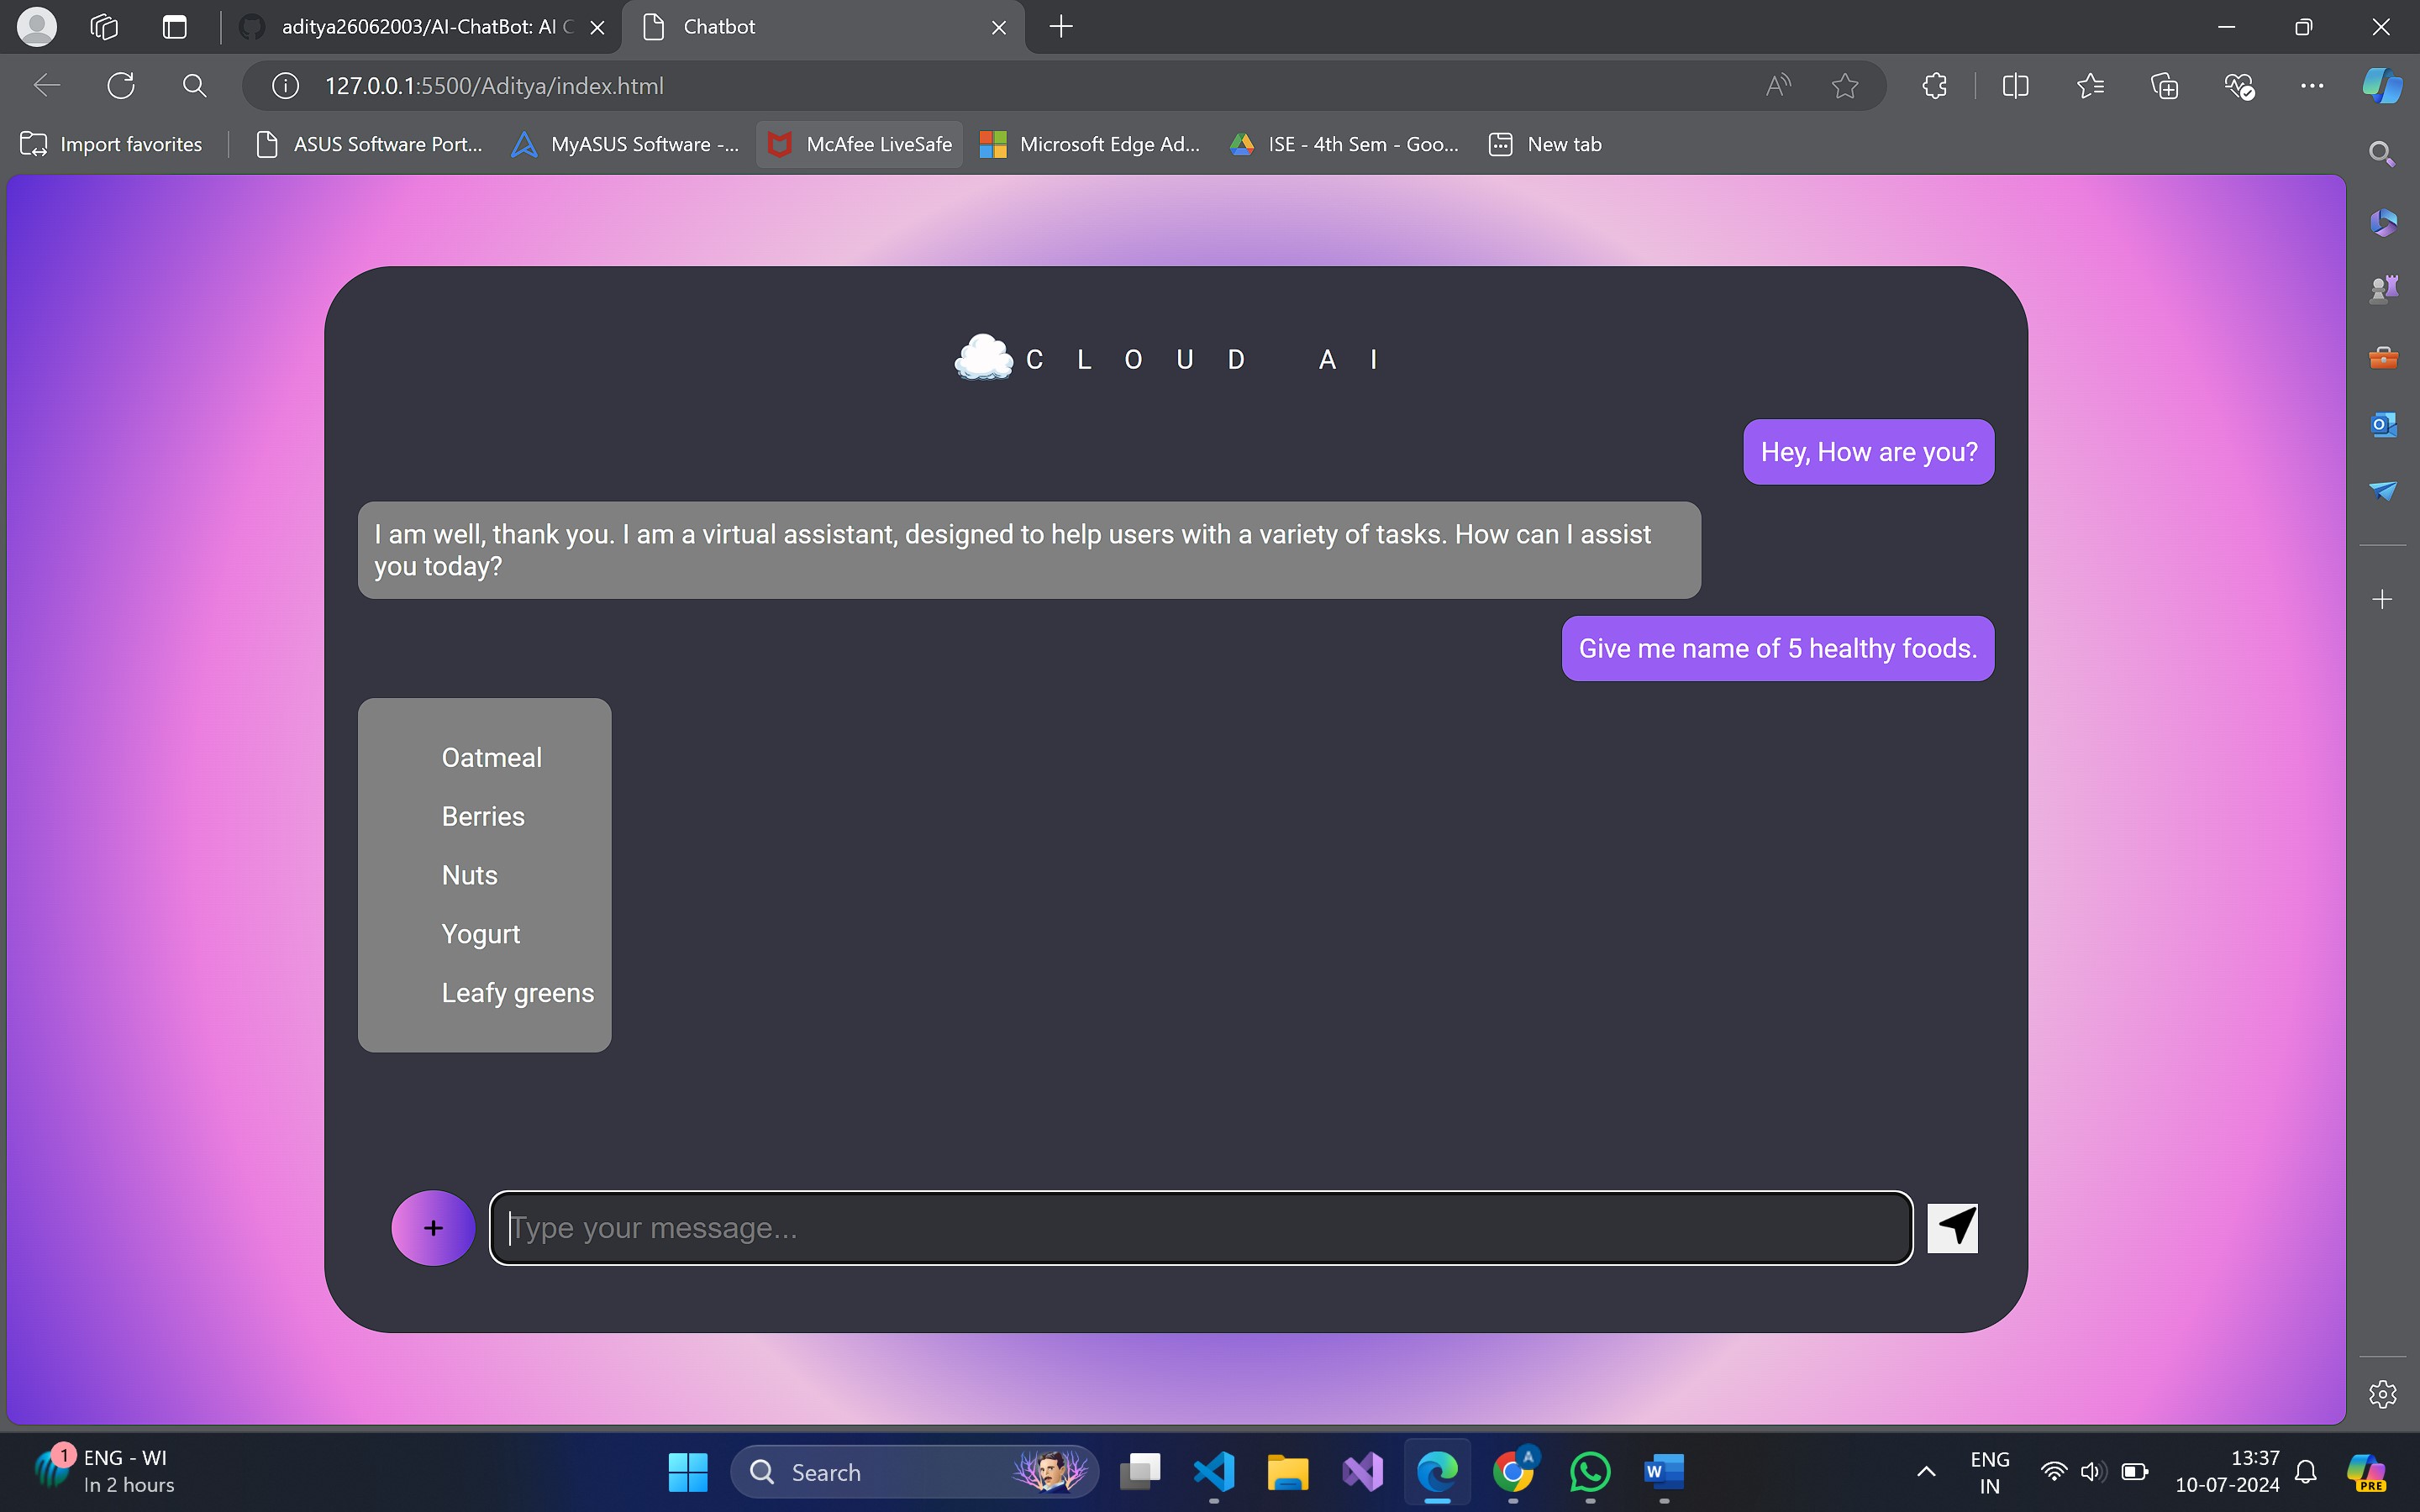 aditya26062003/AI-ChatBot: AI C
Chatbot
127.0.0.1:5500/Aditya/index.html
Import favorites
ASUS Software Port...
MyASUS Software -...
McAfee LiveSafe
Microsoft Edge Ad...
ISE - 4th Sem - Goo...
New tab
CLOUD AI
Hey, How are you?
I am well, thank you. I am a virtual assistant, designed to help users with a variety of tasks. How can I assist
you today?
Give me name of 5 healthy foods.
Oatmeal
Berries
Nuts
Yogurt
Leafy greens
+
Type your message...
1
ENG - WI
In 2 hours
Search
A
W
ENG
IN
13:37
10-07-2024
PRE